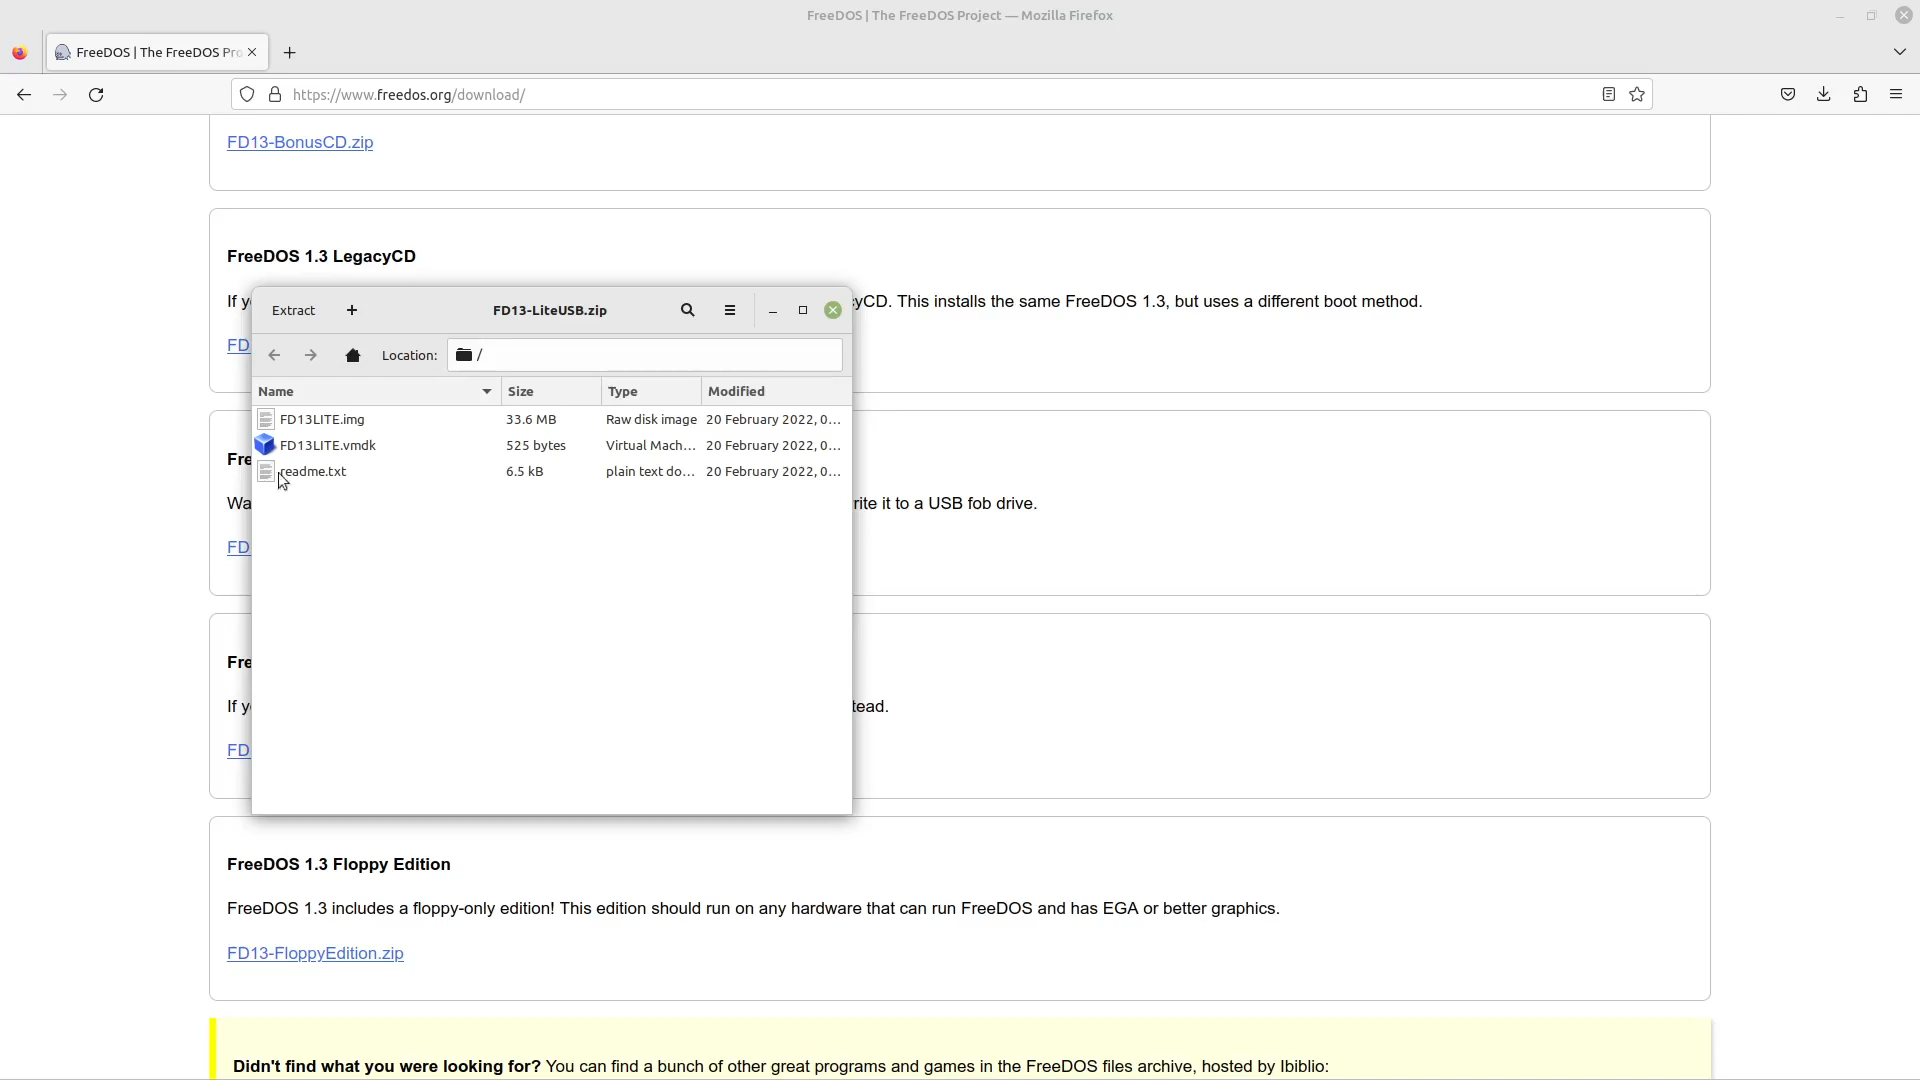 FreeDOS | The FreeDOS Project — Mozilla Firefox
FreeDOS | The FreeDOS Pro
https://www.freedos.org/download/
FD13-BonusCD.zip
FreeDOS 1.3 LegacyCD
If y
yCD. This installs the same FreeDOS 1.3, but uses a different boot method.
FD
Extract
FD13-LiteUSB.zip
Location:
/
Name
Size
Type
Modified
FD13LITE.img 33.6 MB Raw disk image 20 February 2022, 0…
FD13LITE.vmdk 525 bytes Virtual Mach… 20 February 2022, 0…
readme.txt 6.5 kB plain text do… 20 February 2022, 0…
Fre
Wa
rite it to a USB fob drive.
FD
Fre
If y
tead.
FD
FreeDOS 1.3 Floppy Edition
FreeDOS 1.3 includes a floppy-only edition! This edition should run on any hardware that can run FreeDOS and has EGA or better graphics.
FD13-FloppyEdition.zip
Didn't find what you were looking for? You can find a bunch of other great programs and games in the FreeDOS files archive, hosted by Ibiblio: